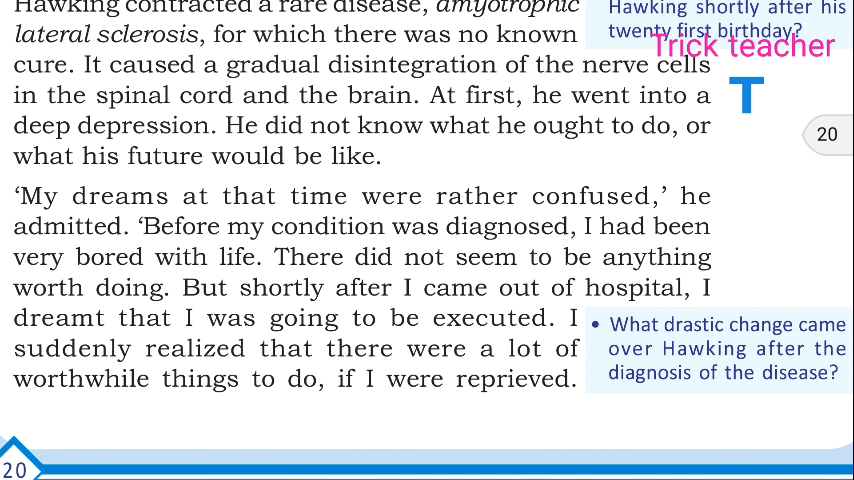 Hawking contracted a rare disease, amyotrophic
lateral sclerosis, for which there was no known
cure. It caused a gradual disintegration of the nerve cells
in the spinal cord and the brain. At first, he went into a
deep depression. He did not know what he ought to do, or
what his future would be like.
‘My dreams at that time were rather confused,’ he
admitted. ‘Before my condition was diagnosed, I had been
very bored with life. There did not seem to be anything
worth doing. But shortly after I came out of hospital, I
dreamt that I was going to be executed. I
suddenly realized that there were a lot of
worthwhile things to do, if I were reprieved.
Hawking shortly after his
twenty first birthday?
Trick teacher
T
20
• What drastic change came
over Hawking after the
diagnosis of the disease?
20